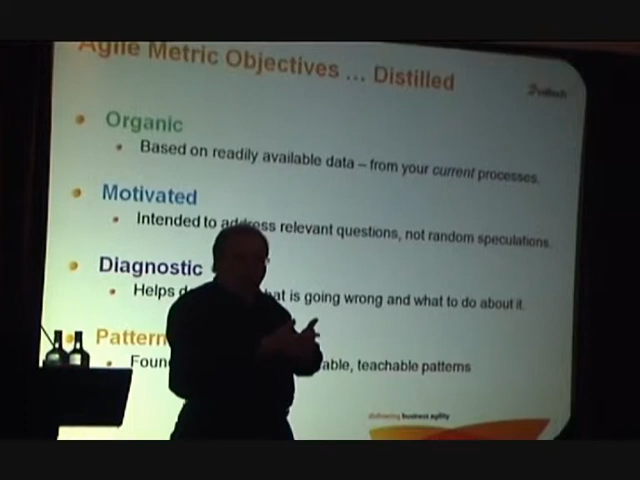 Agile Metric Objectives ... Distilled
valtech
Organic
Based on readily available data – from your current processes.
Motivated
Intended to address relevant questions, not random speculations.
Diagnostic
Helps hat is going wrong and what to do about it.
Pattern
Foun able, teachable patterns
delivering business agility